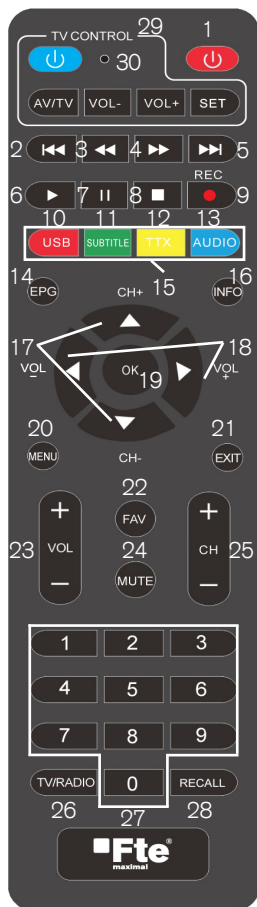 TV CONTROL 29 1
30
AV/TV VOL- VOL+ SET
2 3 4 5
REC
6 7 8 9
10 11 12 13
USB SUBTITLE TTX AUDIO
14 15 16
EPG CH+ INFO
17 18
VOL - OK 19 VOL +
20 21
MENU CH- EXIT
22
+ FAV +
23 VOL 24 CH 25
- MUTE -
1 2 3
4 5 6
7 8 9
TV/RADIO 0 RECALL
26 27 28
Fte®
maximal